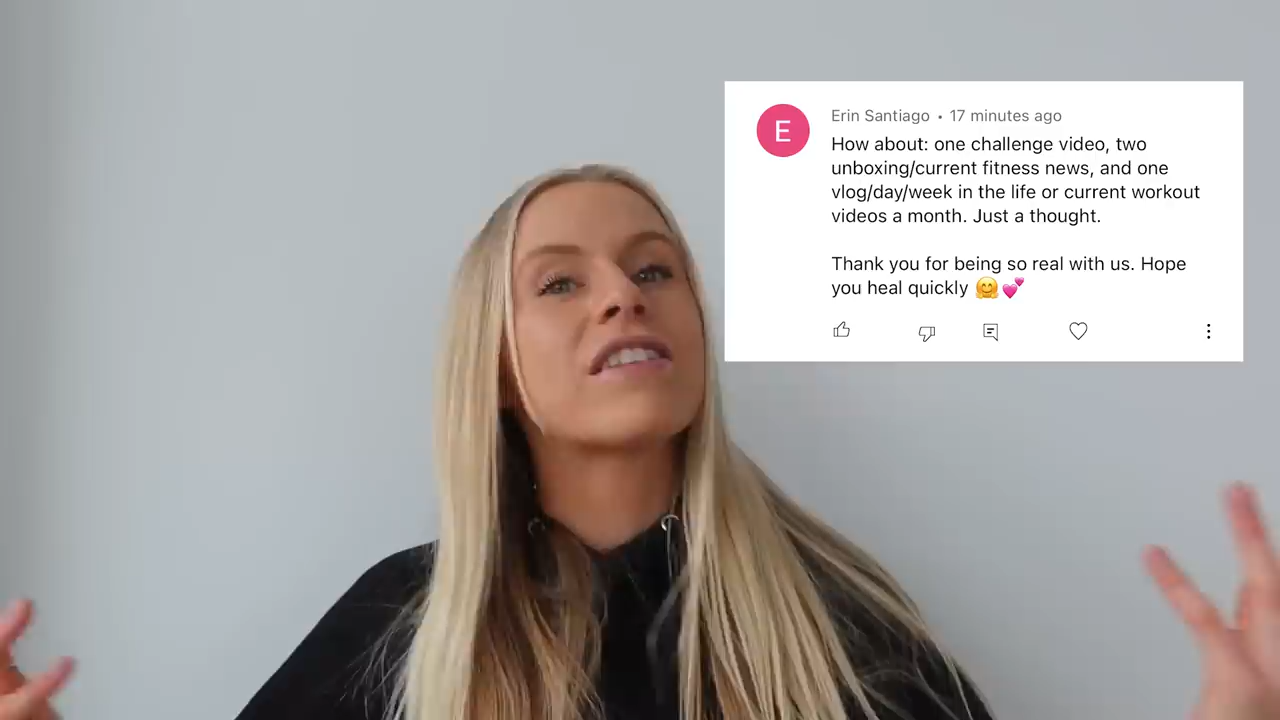 E
Erin Santiago • 17 minutes ago
How about: one challenge video, two
unboxing/current fitness news, and one
vlog/day/week in the life or current workout
videos a month. Just a thought.
Thank you for being so real with us. Hope
you heal quickly 🤗💕